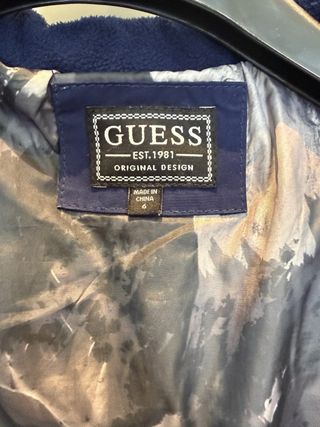 GUESS
EST. 1981
ORIGINAL DESIGN
MADE IN
CHINA
6